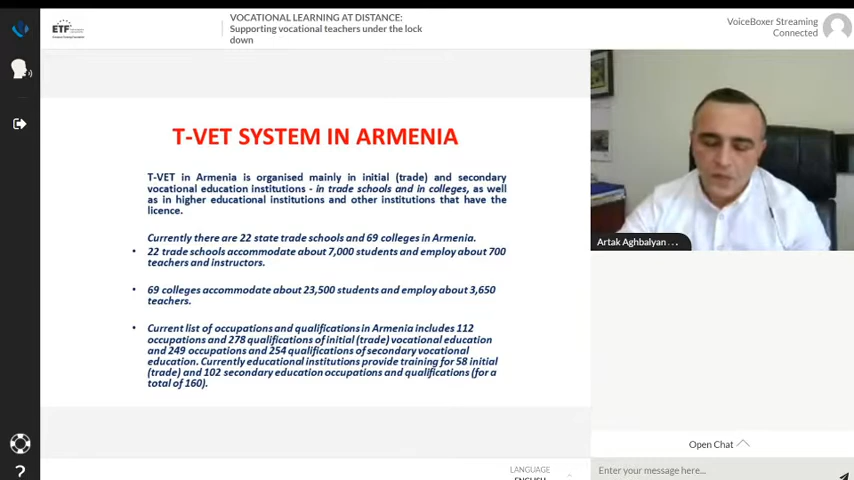 ETF
VOCATIONAL LEARNING AT DISTANCE:
Supporting vocational teachers under the lock
down
VoiceBoxer Streaming
Connected
T-VET SYSTEM IN ARMENIA
T-VET in Armenia is organised mainly in initial (trade) and secondary
vocational education institutions - in trade schools and in colleges, as well
as in higher educational institutions and other institutions that have the
licence.
Currently there are 22 state trade schools and 69 colleges in Armenia.
• 22 trade schools accommodate about 7,000 students and employ about 700
teachers and instructors.
• 69 colleges accommodate about 23,500 students and employ about 3,650
teachers.
• Current list of occupations and qualifications in Armenia includes 112
occupations and 278 qualifications of initial (trade) vocational education
and 249 occupations and 254 qualifications of secondary vocational
education. Currently educational institutions provide training for 58 initial
(trade) and 102 secondary education occupations and qualifications (for a
total of 160).
Artak Aghbalyan ...
Open Chat
LANGUAGE
ENGLISH
Enter your message here...
?